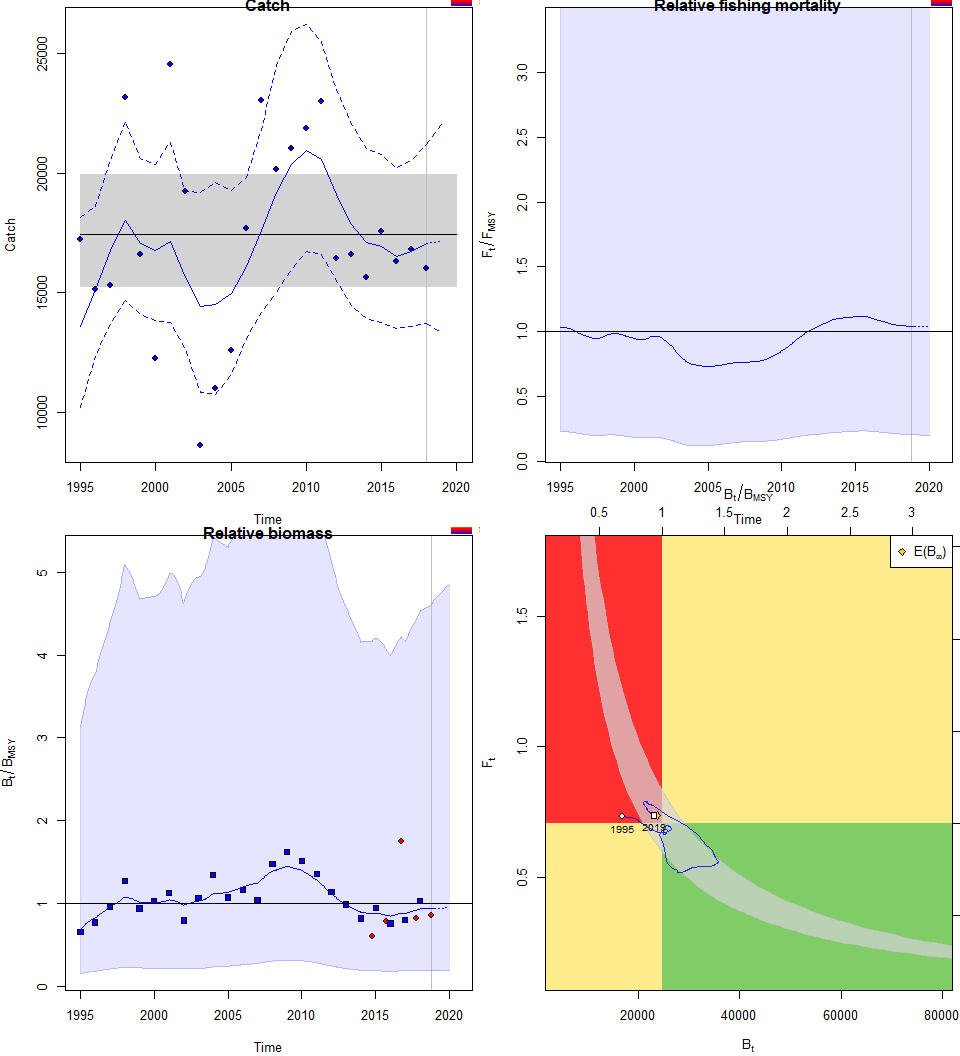 Catch
Catch
10000 15000 20000 25000
1995 2000 2005 2010 2015 2020
Time
Relative fishing mortality
Ft/FMSY
0.0 0.5 1.0 1.5 2.0 2.5 3.0
1995 2000 2005 2010 2015 2020
Time
Relative biomass
Bt/BMSY
0 1 2 3 4 5
1995 2000 2005 2010 2015 2020
Time
Bt/BMSY
0.5 1 1.5 2 2.5 3
Ft
0.5 1.0 1.5
E(B∞)
1995
2019
20000 40000 60000 80000
Bt